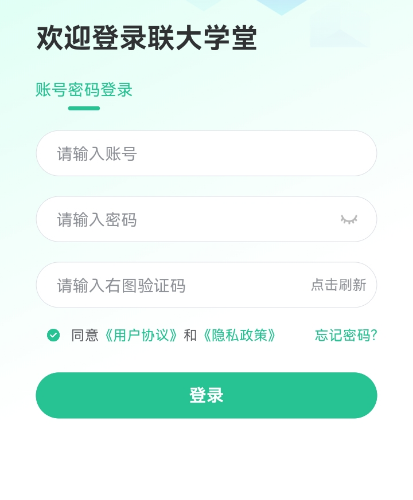 欢迎登录联大学堂
账号密码登录
请输入账号
请输入密码
请输入右图验证码 点击刷新
同意《用户协议》和《隐私政策》 忘记密码?
登录